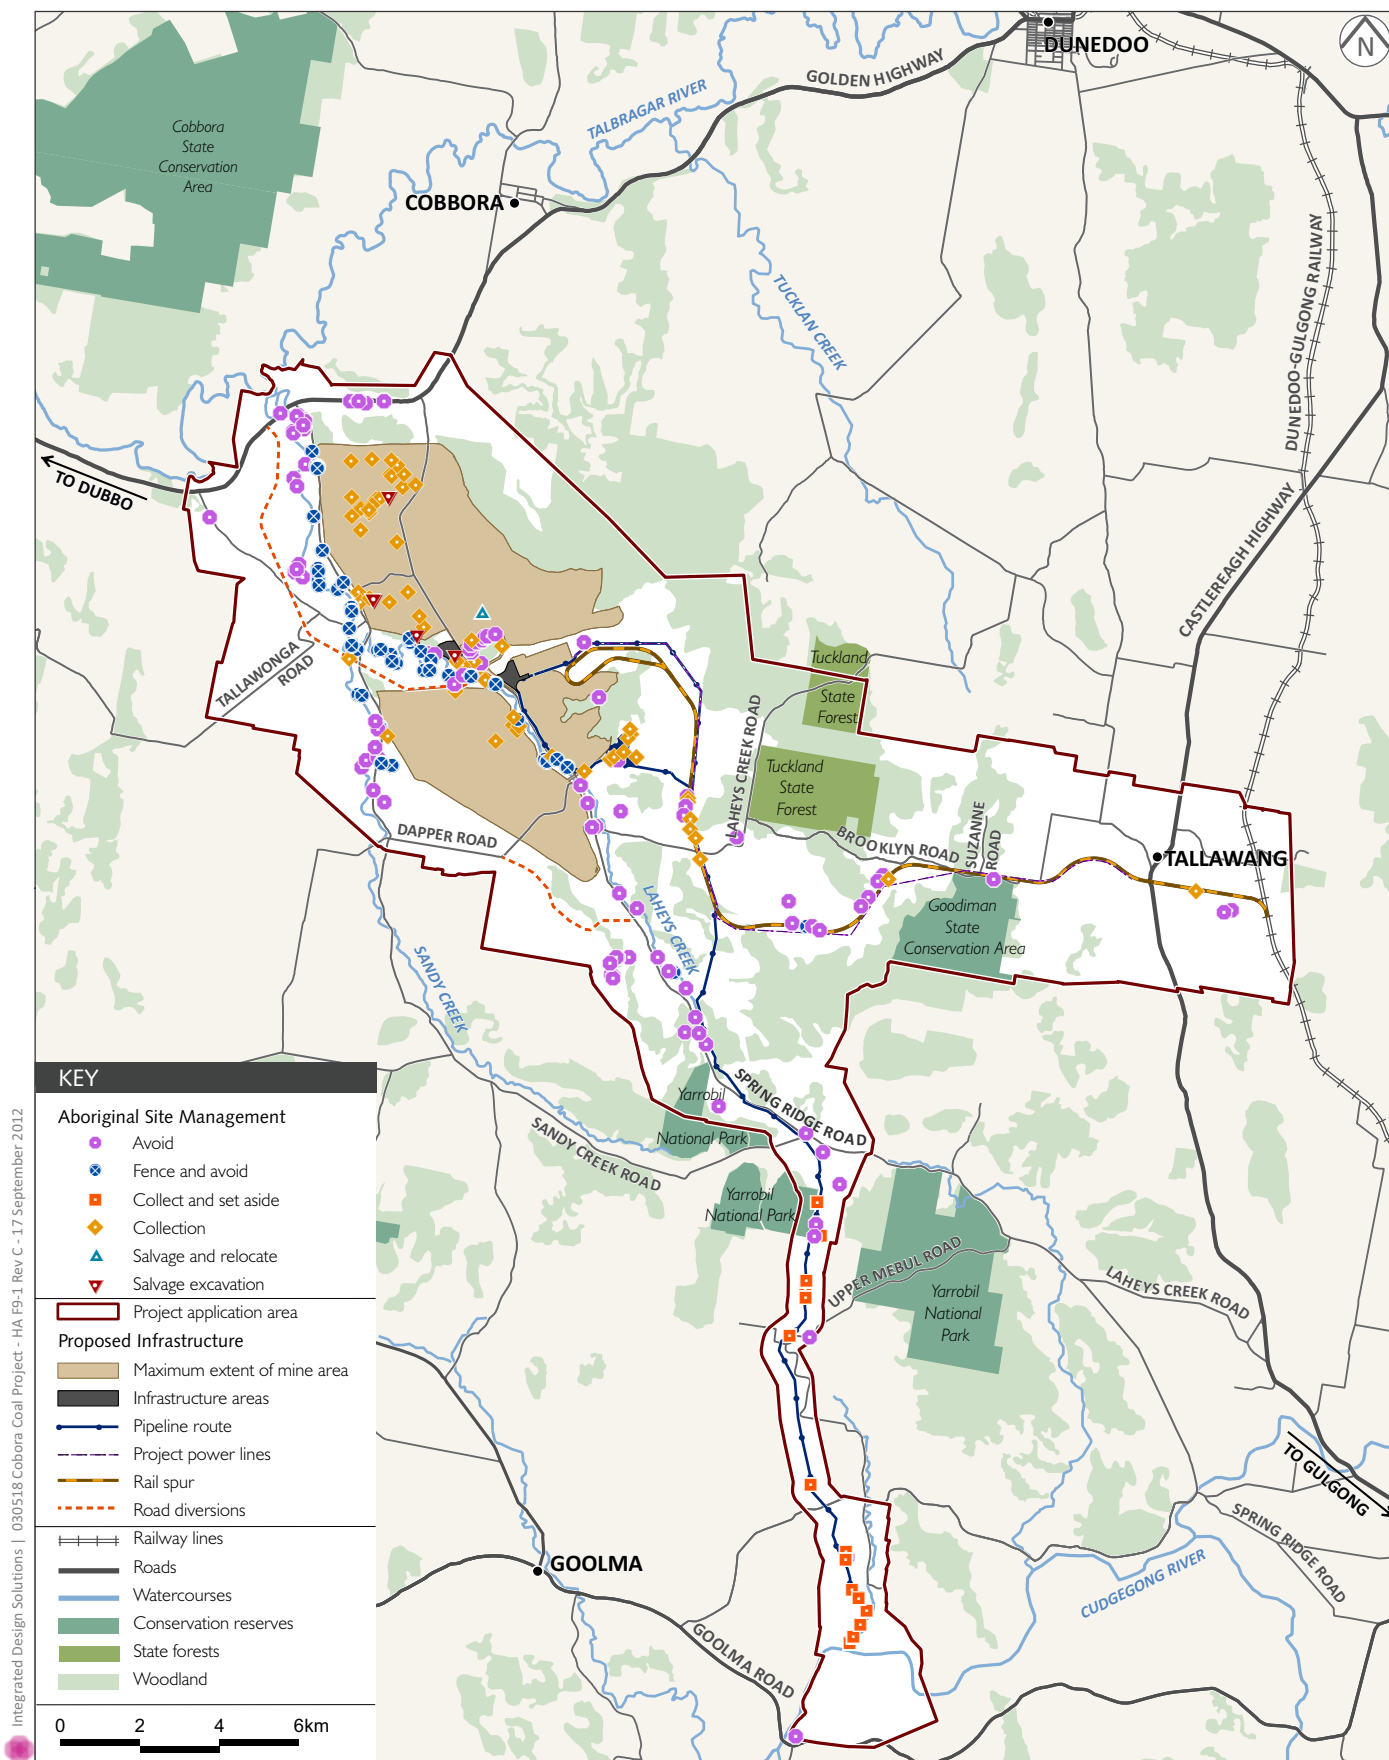 DUNEDOO
N
GOLDEN HIGHWAY
TALBRAGAR RIVER
Cobbora
State
Conservation
Area
COBBORA
TUCKLAN CREEK
DUNEDOO-GULGONG RAILWAY
TO DUBBO
CASTLEREAGH HIGHWAY
TALLAWONGA
ROAD
Tuckland
State
Forest
LAHEYS CREEK ROAD
Tuckland
State
Forest
DAPPER ROAD
BROOKLYN ROAD
SUZANNE
ROAD
TALLAWANG
LAHEYS CREEK
Goodiman
State
Conservation Area
SANDY CREEK
SPRING RIDGE ROAD
Yarrobil
National Park
SANDY CREEK ROAD
Yarrobil
National Park
UPPER MEBUL ROAD
Yarrobil
National
Park
LAHEYS CREEK ROAD
TO GULGONG
SPRING RIDGE ROAD
CUDGEGONG RIVER
GOOLMA
GOOLMA ROAD
KEY
Aboriginal Site Management
Avoid
Fence and avoid
Collect and set aside
Collection
Salvage and relocate
Salvage excavation
Project application area
Proposed Infrastructure
Maximum extent of mine area
Infrastructure areas
Pipeline route
Project power lines
Rail spur
Road diversions
Railway lines
Roads
Watercourses
Conservation reserves
State forests
Woodland
0 2 4 6km
Integrated Design Solutions | 030518 Cobora Coal Project - HA F9-1 Rev C - 17 September 2012